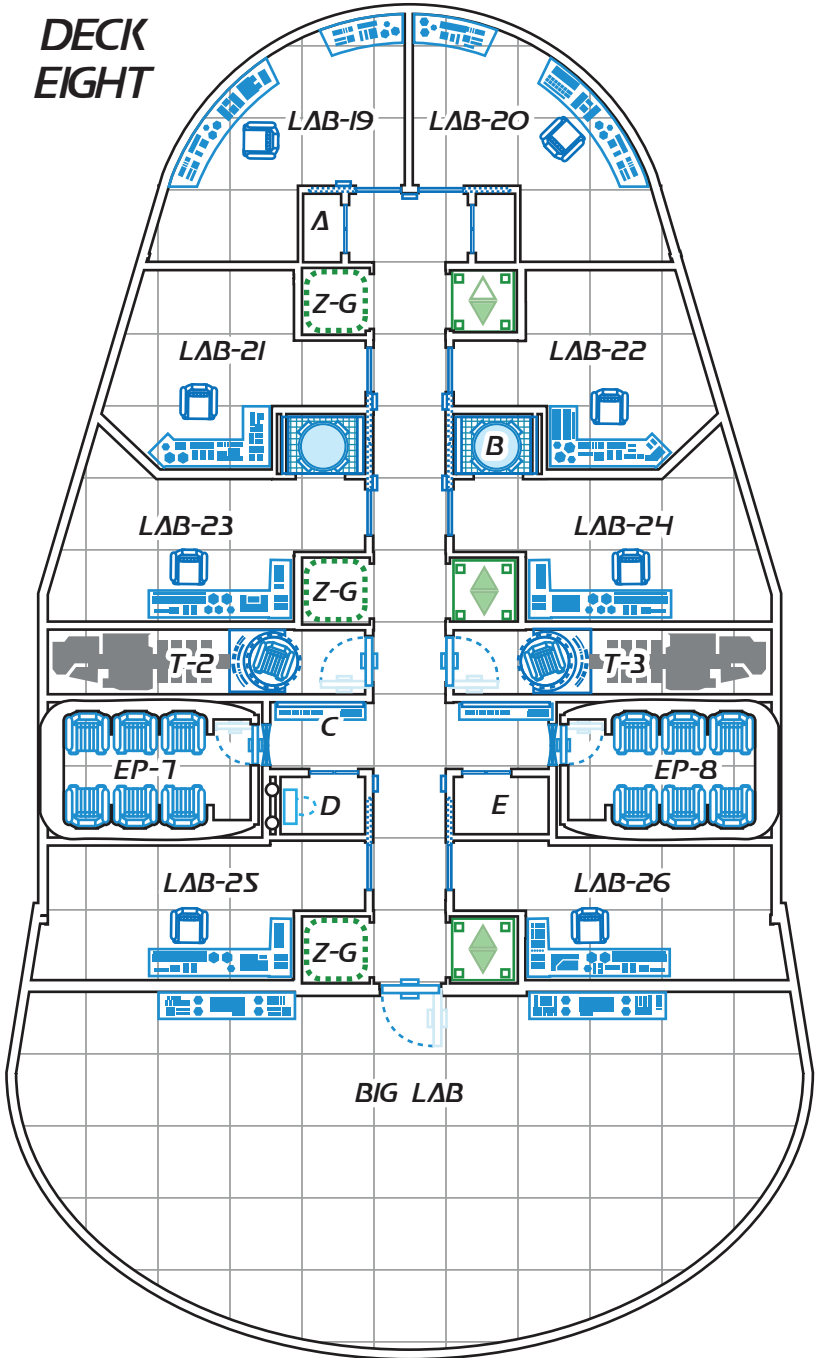 DECK
EIGHT
LAB-19
LAB-20
A
Z-G
LAB-21
LAB-22
B
LAB-23
LAB-24
Z-G
T-2
T-3
C
EP-7
EP-8
D
E
LAB-25
LAB-26
Z-G
BIG LAB